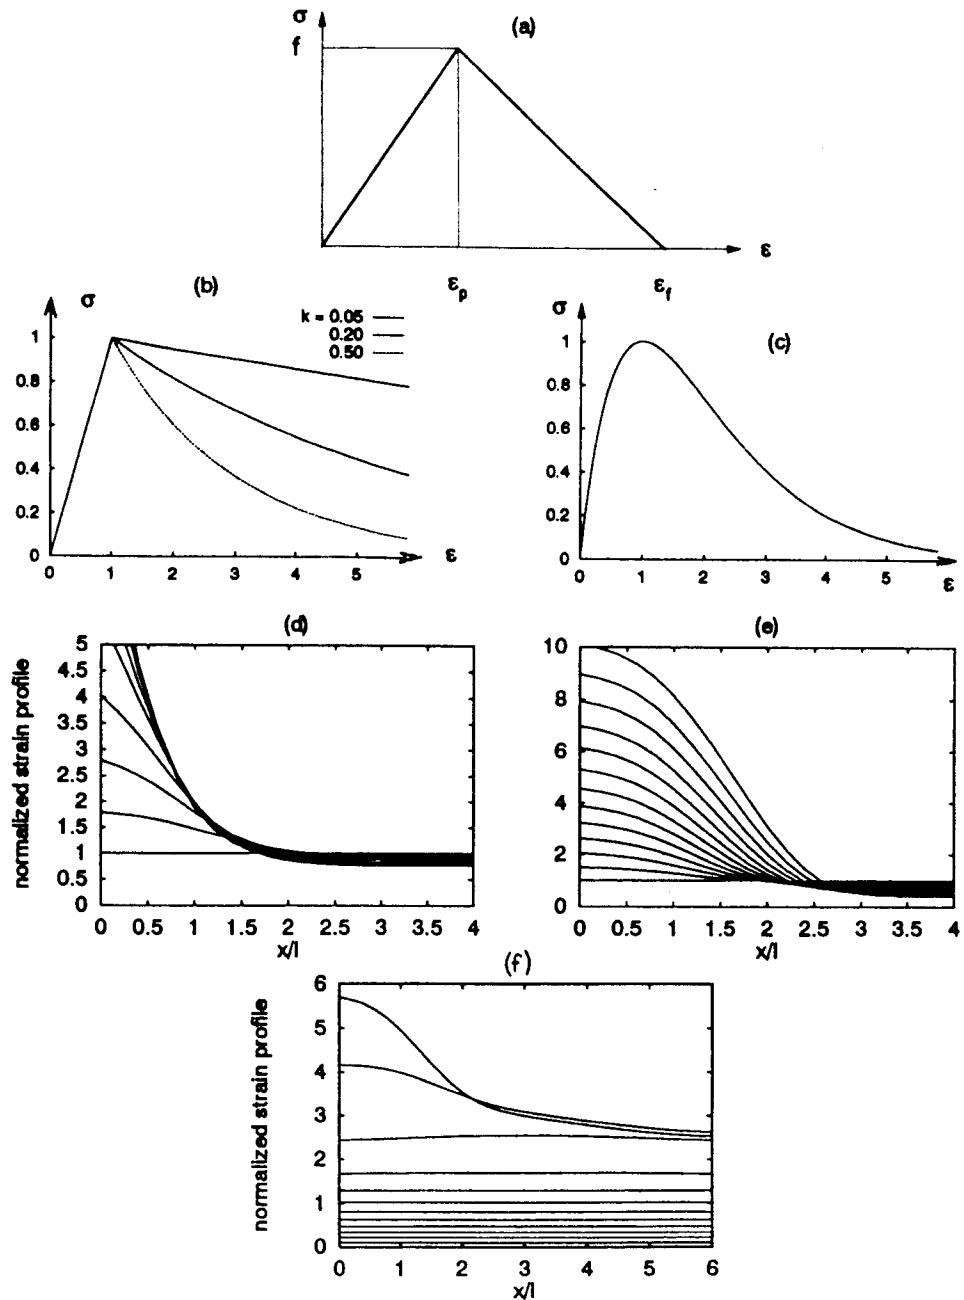 (a)
σ
f
ε
εp
εf
(b)
σ
k = 0.05
0.20
0.50
1
0.8
0.6
0.4
0.2
0
0 1 2 3 4 5
ε
(c)
σ
1
0.8
0.6
0.4
0.2
0
0 1 2 3 4 5
ε
(d)
normalized strain profile
5
4.5
4
3.5
3
2.5
2
1.5
1
0.5
0
0 0.5 1 1.5 2 2.5 3 3.5 4
x/l
(e)
10
8
6
4
2
0
0 0.5 1 1.5 2 2.5 3 3.5 4
x/l
(f)
normalized strain profile
6
5
4
3
2
1
0
0 1 2 3 4 5 6
x/l